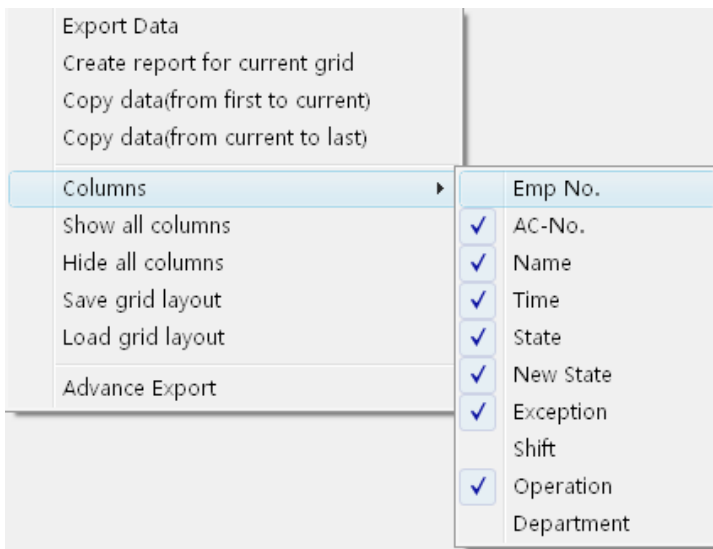 Export Data
Create report for current grid
Copy data(from first to current)
Copy data(from current to last)
Columns
Show all columns
Hide all columns
Save grid layout
Load grid layout
Advance Export
Emp No.
AC-No.
Name
Time
State
New State
Exception
Shift
Operation
Department